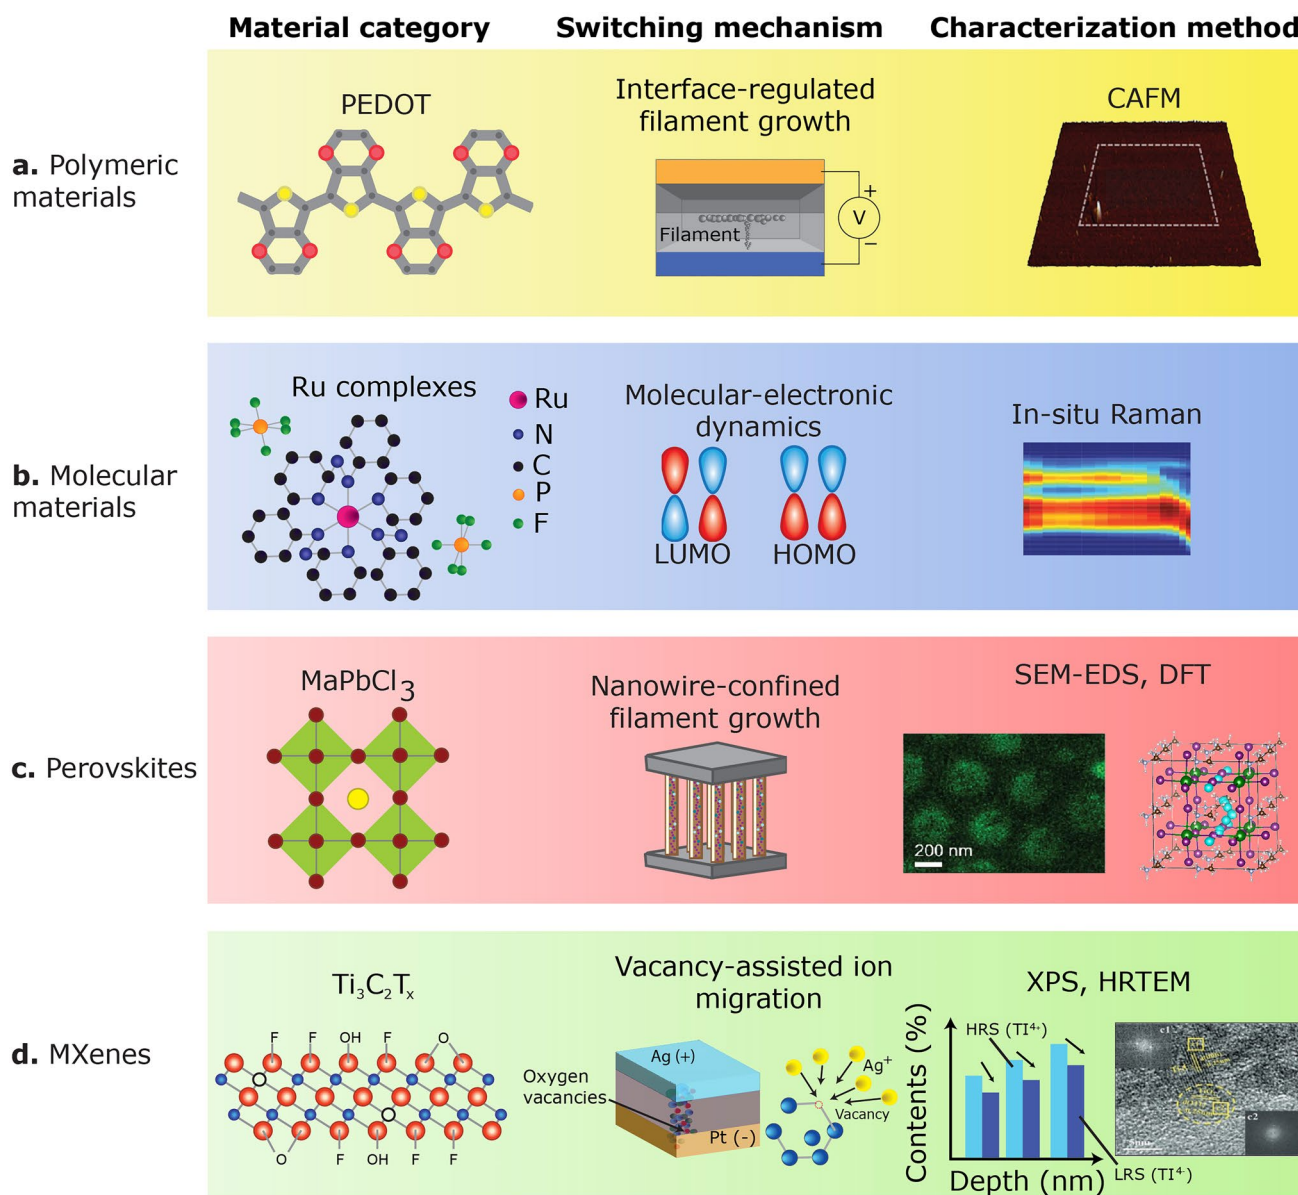 Material category
Switching mechanism
Characterization method
a. Polymeric
materials
PEDOT
Interface-regulated
filament growth
Filament
+
V
−
CAFM
b. Molecular
materials
Ru complexes
Ru
N
C
P
F
Molecular-electronic
dynamics
LUMO
HOMO
In-situ Raman
c. Perovskites
MaPbCl3
Nanowire-confined
filament growth
SEM-EDS, DFT
200 nm
d. MXenes
Ti3C2Tx
F
F
OH
F
O
O
F
OH
F
F
Vacancy-assisted ion
migration
Oxygen
vacancies
Ag (+)
Pt (-)
Ag+
Vacancy
XPS, HRTEM
Contents (%)
HRS (TI4+)
Depth (nm)
LRS (TI4-)
c1
c2